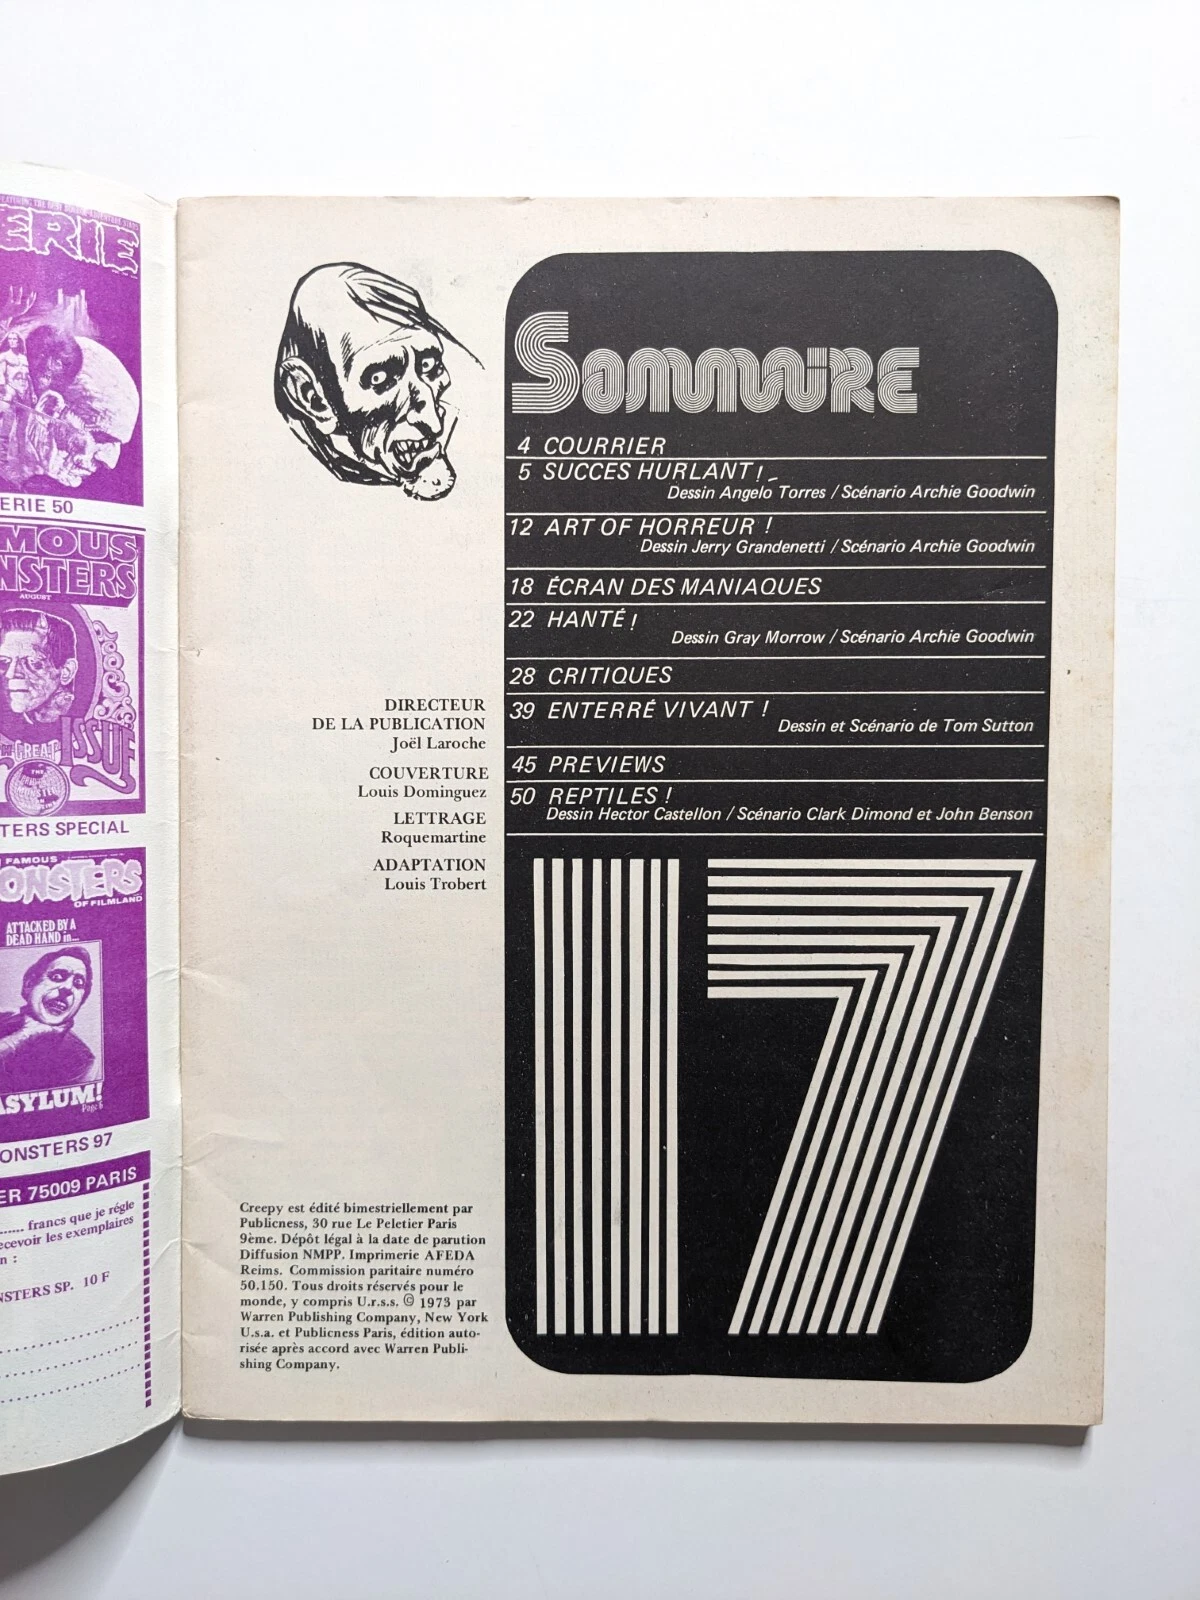 ERIE
ERIE 50
MOUS
NSTERS
AUGUST
GREAT
ISSUE
TERS SPECIAL
FAMOUS
ONSTERS
OF FILMLAND
ATTACKED BY A
DEAD HAND in...
ASYLUM!
Page 6
ONSTERS 97
ER 75009 PARIS
...... francs que je régle
ecevoir les exemplaires
n :
NSTERS SP. 10 F
SOMMAIRE
4 COURRIER
5 SUCCES HURLANT !
Dessin Angelo Torres / Scénario Archie Goodwin
12 ART OF HORREUR !
Dessin Jerry Grandenetti / Scénario Archie Goodwin
18 ÉCRAN DES MANIAQUES
22 HANTÉ !
Dessin Gray Morrow / Scénario Archie Goodwin
28 CRITIQUES
39 ENTERRÉ VIVANT !
Dessin et Scénario de Tom Sutton
45 PREVIEWS
50 REPTILES !
Dessin Hector Castellon / Scénario Clark Dimond et John Benson
17
DIRECTEUR
DE LA PUBLICATION
Joël Laroche
COUVERTURE
Louis Dominguez
LETTRAGE
Roquemartine
ADAPTATION
Louis Trobert
Creepy est édité bimestriellement par
Publicness, 30 rue Le Peletier Paris
9ème. Dépôt légal à la date de parution
Diffusion NMPP. Imprimerie AFEDA
Reims. Commission paritaire numéro
50.150. Tous droits réservés pour le
monde, y compris U.r.s.s. © 1973 par
Warren Publishing Company, New York
U.s.a. et Publicness Paris, édition auto-
risée après accord avec Warren Publi-
shing Company.